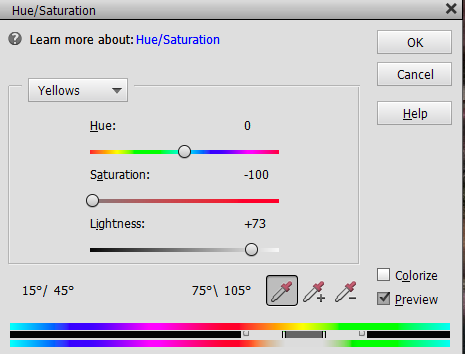 Hue/Saturation
Learn more about: Hue/Saturation
OK
Cancel
Help
Yellows
Hue: 0
Saturation: -100
Lightness: +73
15°/ 45° 75°\ 105°
Colorize
Preview